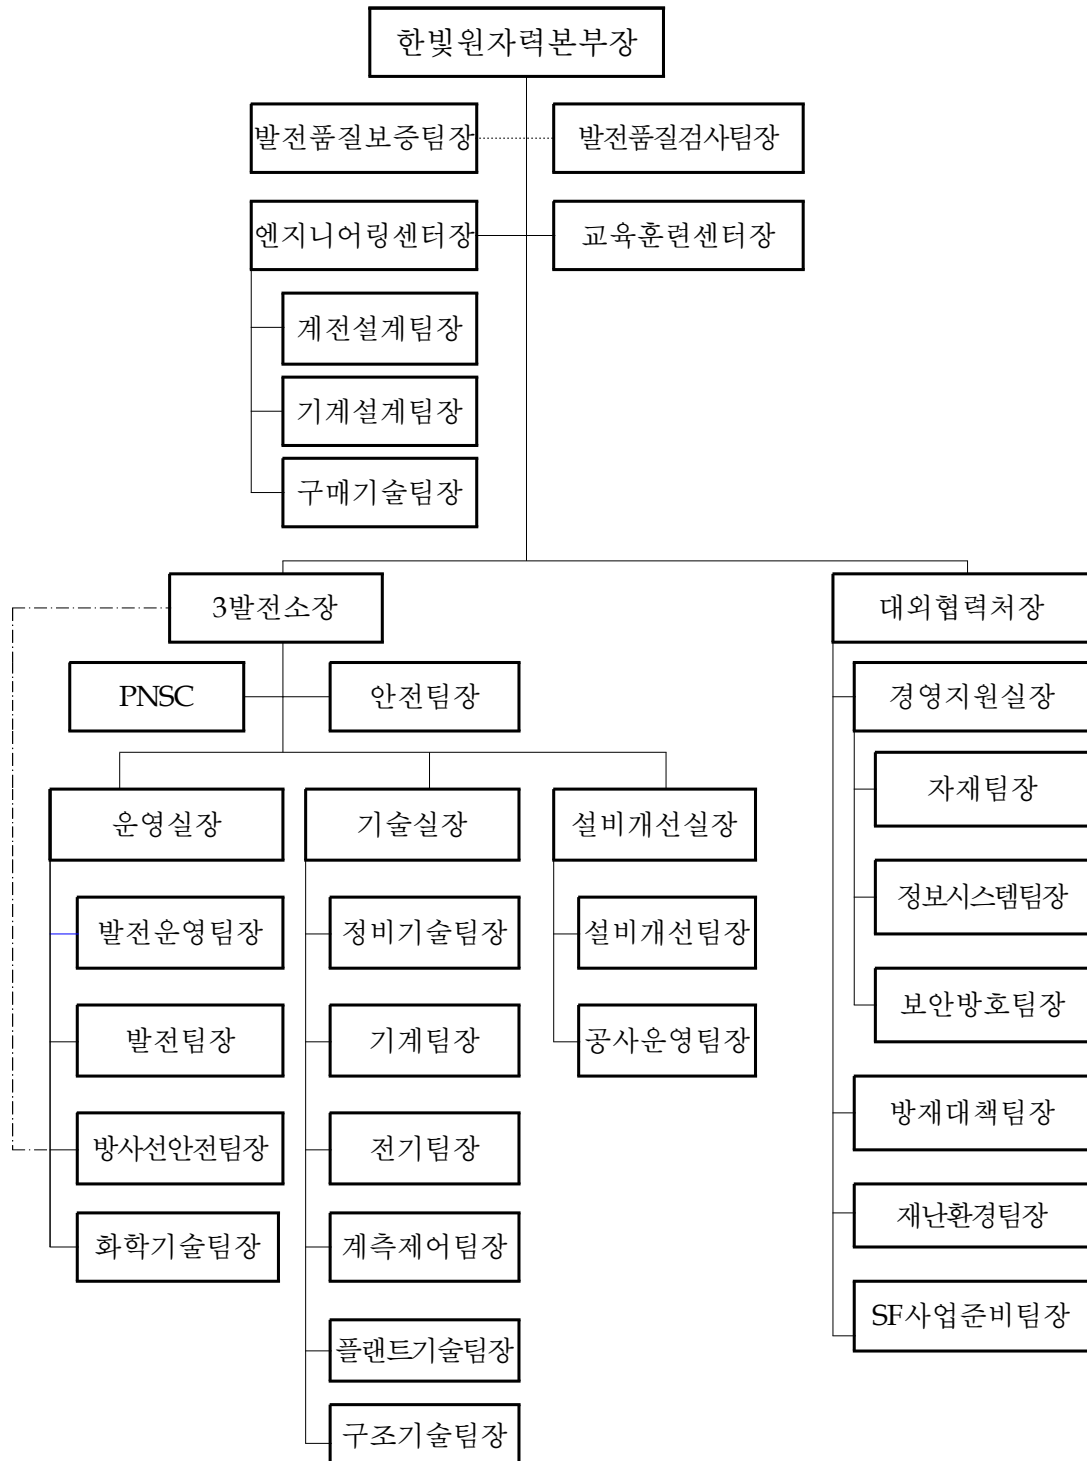 한빛원자력본부장
발전품질보증팀장
발전품질검사팀장
엔지니어링센터장
교육훈련센터장
계전설계팀장
기계설계팀장
구매기술팀장
3발전소장
대외협력처장
PNSC
안전팀장
경영지원실장
자재팀장
정보시스템팀장
보안방호팀장
운영실장
기술실장
설비개선실장
발전운영팀장
정비기술팀장
설비개선팀장
발전팀장
기계팀장
공사운영팀장
방사선안전팀장
전기팀장
방재대책팀장
화학기술팀장
계측제어팀장
재난환경팀장
플랜트기술팀장
SF사업준비팀장
구조기술팀장